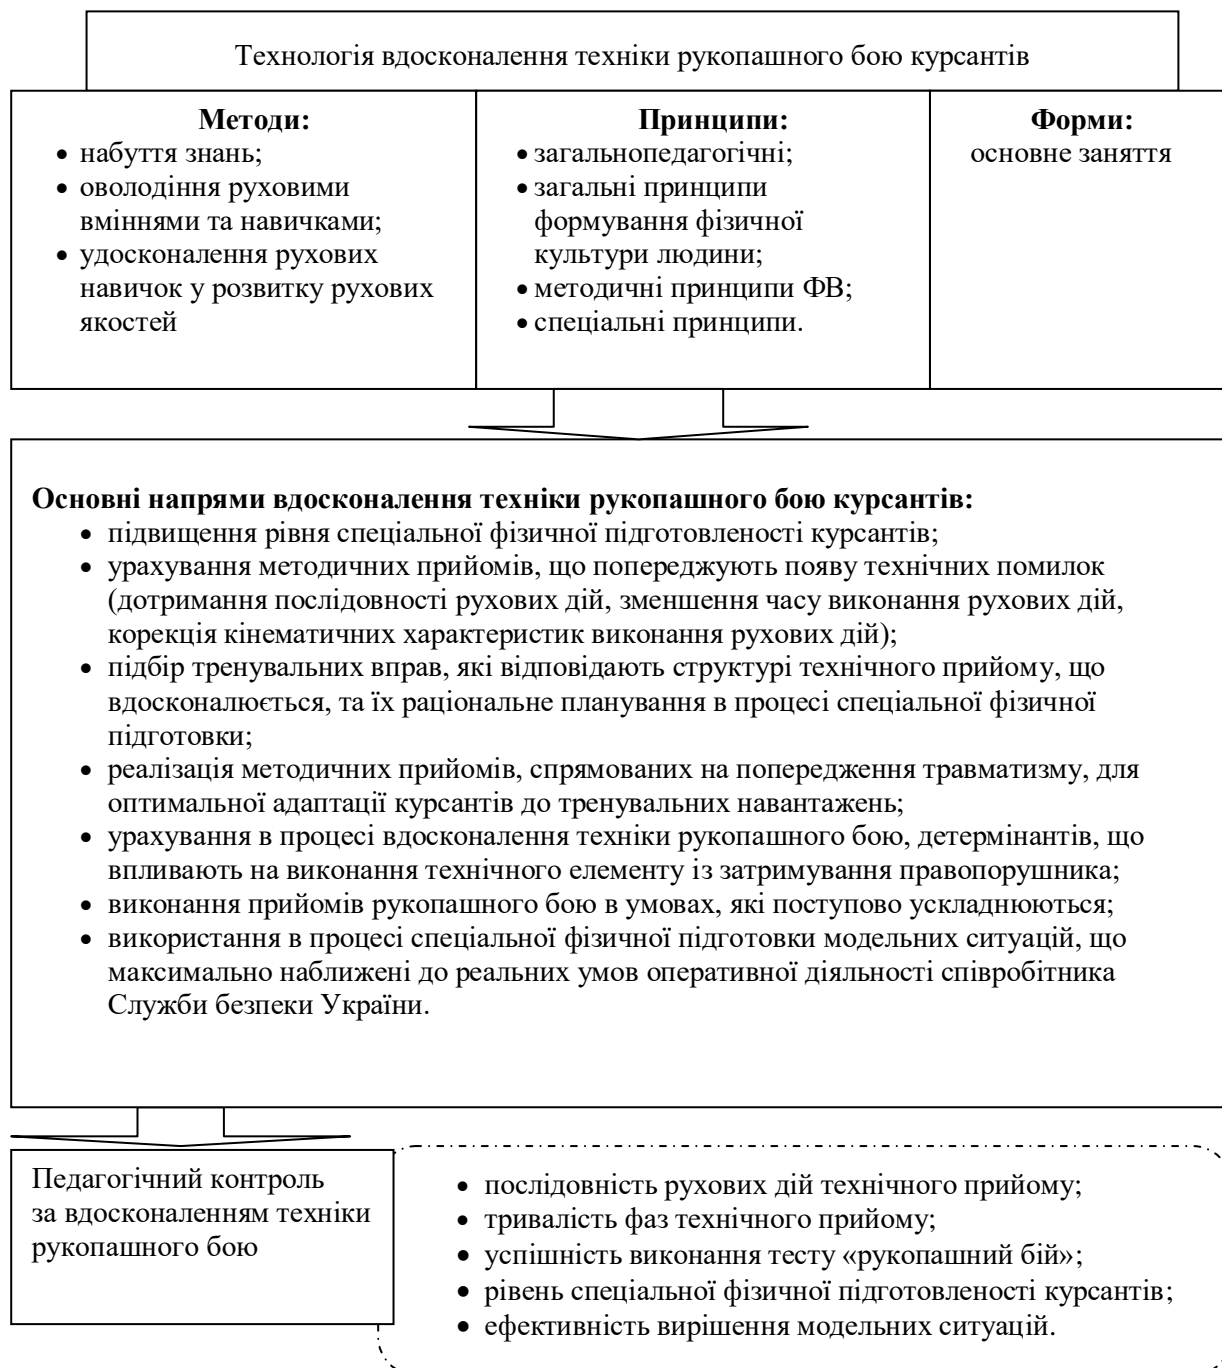 Технологія вдосконалення техніки рукопашного бою курсантів
Методи:
• набуття знань;
• оволодіння руховими
вміннями та навичками;
• удосконалення рухових
навичок у розвитку рухових
якостей
Принципи:
• загальнопедагогічні;
• загальні принципи
формування фізичної
культури людини;
• методичні принципи ФВ;
• спеціальні принципи.
Форми:
основне заняття
Основні напрями вдосконалення техніки рукопашного бою курсантів:
• підвищення рівня спеціальної фізичної підготовленості курсантів;
• урахування методичних прийомів, що попереджують появу технічних помилок
(дотримання послідовності рухових дій, зменшення часу виконання рухових дій,
корекція кінематичних характеристик виконання рухових дій);
• підбір тренувальних вправ, які відповідають структурі технічного прийому, що
вдосконалюється, та їх раціональне планування в процесі спеціальної фізичної
підготовки;
• реалізація методичних прийомів, спрямованих на попередження травматизму, для
оптимальної адаптації курсантів до тренувальних навантажень;
• урахування в процесі вдосконалення техніки рукопашного бою, детермінантів, що
впливають на виконання технічного елементу із затримування правопорушника;
• виконання прийомів рукопашного бою в умовах, які поступово ускладнюються;
• використання в процесі спеціальної фізичної підготовки модельних ситуацій, що
максимально наближені до реальних умов оперативної діяльності співробітника
Служби безпеки України.
Педагогічний контроль
за вдосконаленням техніки
рукопашного бою
• послідовність рухових дій технічного прийому;
• тривалість фаз технічного прийому;
• успішність виконання тесту «рукопашний бій»;
• рівень спеціальної фізичної підготовленості курсантів;
• ефективність вирішення модельних ситуацій.